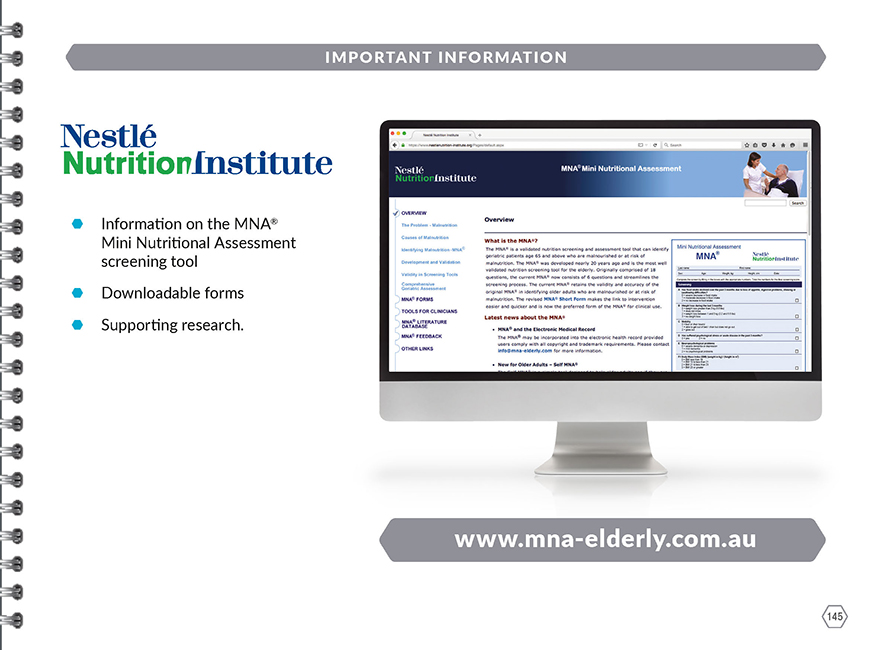 IMPORTANT INFORMATION
Nestlé
NutritionInstitute
Information on the MNA®
Mini Nutritional Assessment
screening tool
Downloadable forms
Supporting research.
Nestlé Nutrition Institute
Search
Nestlé
NutritionInstitute
MNA® Mini Nutritional Assessment
Search
OVERVIEW
The Problem - Malnutrition
Causes of Malnutrition
Identifying Malnutrition: MNA®
Development and Validation
Validity in Screening Tools
Comprehensive
Geriatric Assessment
MNA® FORMS
TOOLS FOR CLINICIANS
MNA® LITERATURE
DATABASE
MNA® FEEDBACK
OTHER LINKS
Overview
What is the MNA®?
The MNA® is a validated nutrition screening and assessment tool that can identify
geriatric patients age 65 and above who are malnourished or at risk of
malnutrition. The MNA® was developed nearly 20 years ago and is the most well
validated nutrition screening tool for the elderly. Originally comprised of 18
questions, the current MNA® now consists of 6 questions and streamlines the
screening process. The current MNA® retains the validity and accuracy of the
original MNA® in identifying older adults who are malnourished or at risk of
malnutrition. The revised MNA® Short Form makes the link to intervention
easier and quicker and is now the preferred form of the MNA® for clinical use.
Latest news about the MNA®
• MNA® and the Electronic Medical Record
The MNA® may be incorporated into the electronic health record provided
users comply with all copyright and trademark requirements. Please contact
info@mna-elderly.com for more information.
• New for Older Adults – Self MNA®
Mini Nutritional Assessment
MNA®
Nestlé
NutritionInstitute
Screening
www.mna-elderly.com.au
145